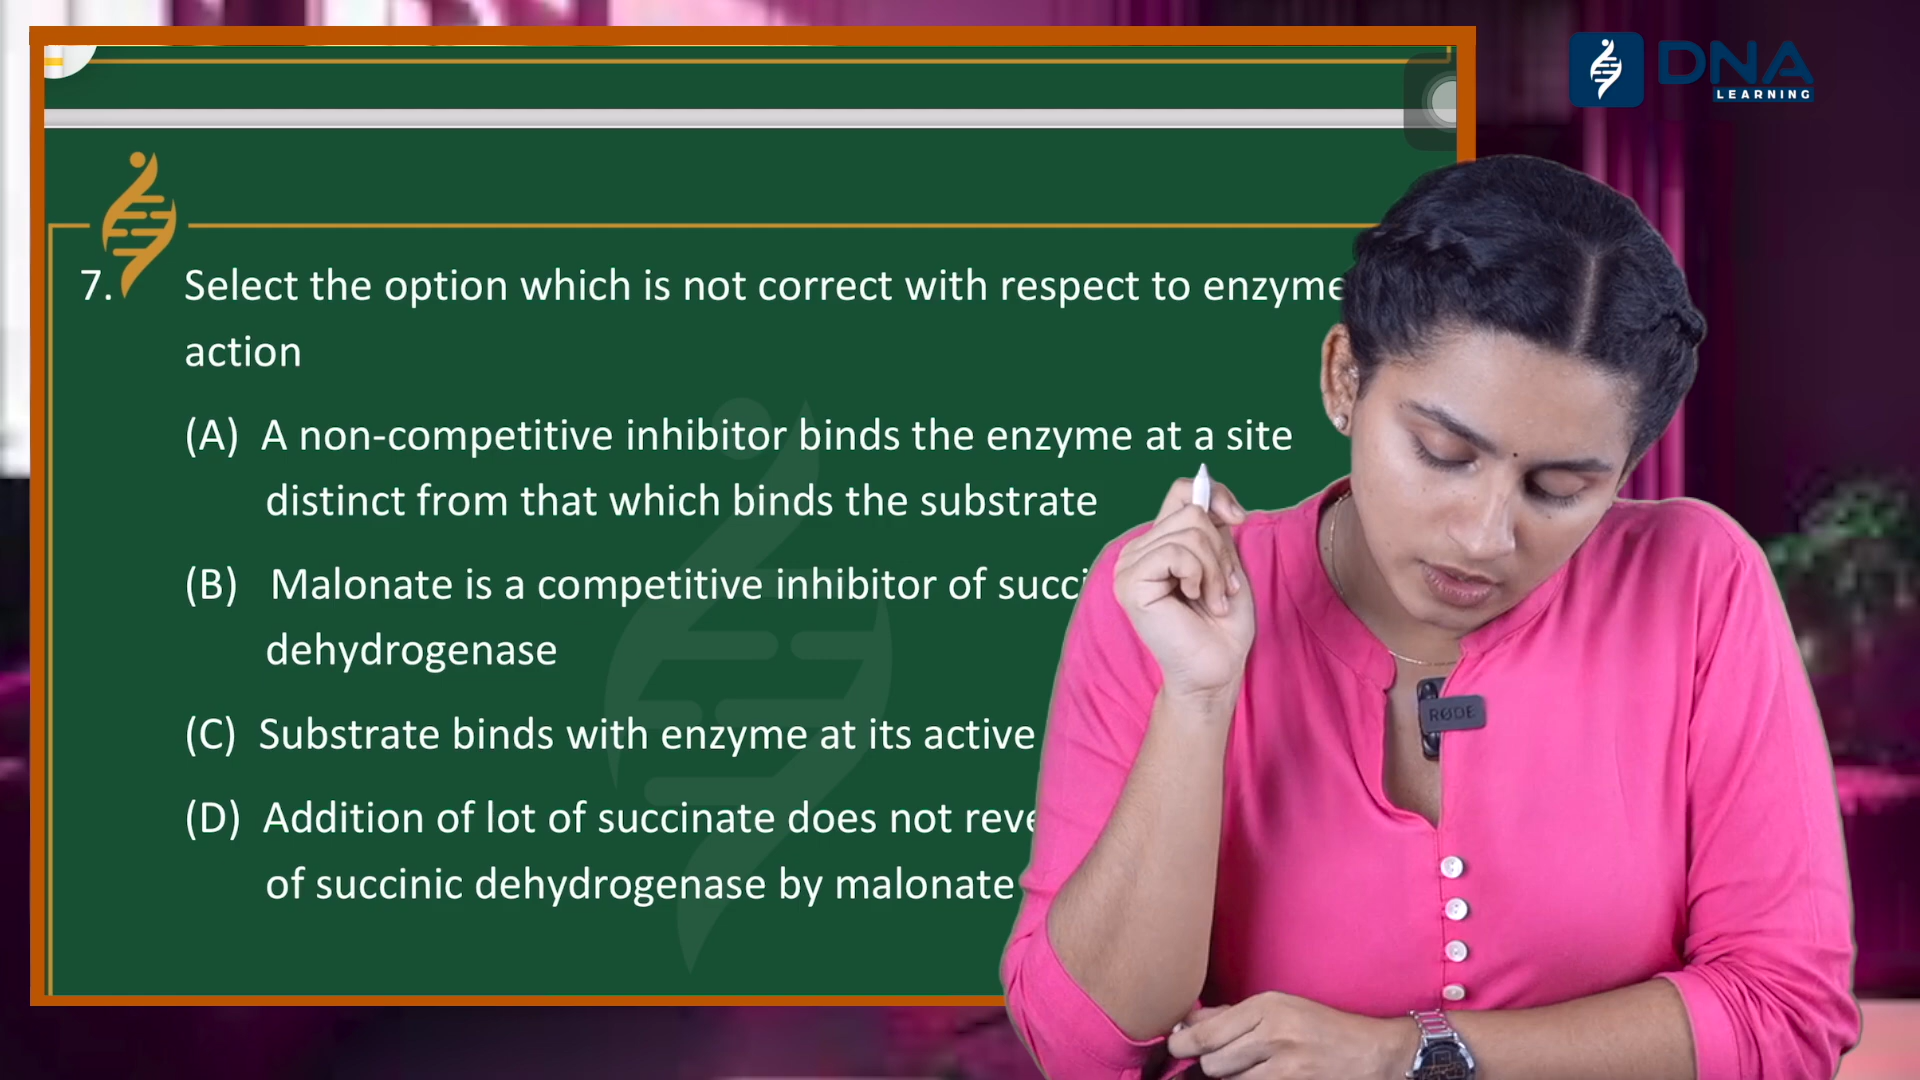 DNA
LEARNING
7. Select the option which is not correct with respect to enzyme
action
(A) A non-competitive inhibitor binds the enzyme at a site
distinct from that which binds the substrate
(B) Malonate is a competitive inhibitor of
dehydrogenase
(C) Substrate binds with enzyme at its active
(D) Addition of lot of succinate does not
of succinic dehydrogenase by malonate
RØDE